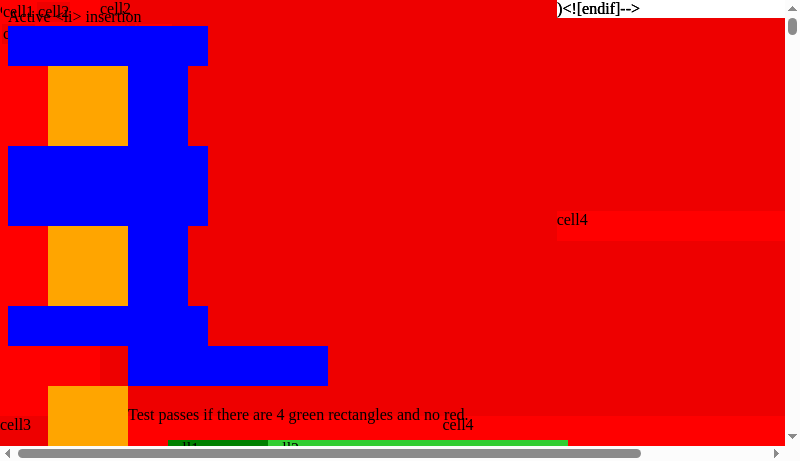 cell1 cell2 cell2 )<![endif]-->
Active <li> insertion
cell4
Test passes if there are 4 green rectangles and no red.
cell3 cell4